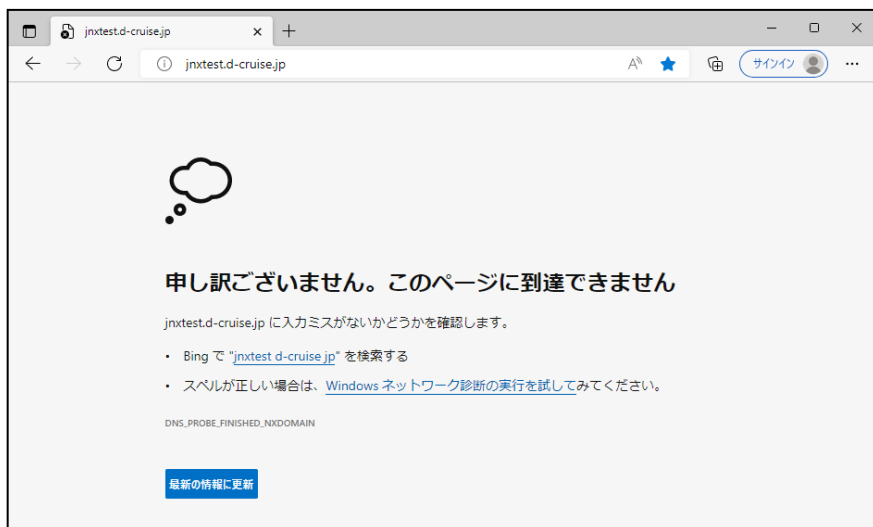 jnxtest.d-cruise.jp
jnxtest.d-cruise.jp
サインイン
申し訳ございません。このページに到達できません
jnxtest.d-cruise.jp に入力ミスがないかどうかを確認します。
• Bing で "jnxtest d-cruise jp" を検索する
• スペルが正しい場合は、Windows ネットワーク診断の実行を試してみてください。
DNS_PROBE_FINISHED_NXDOMAIN
最新の情報に更新